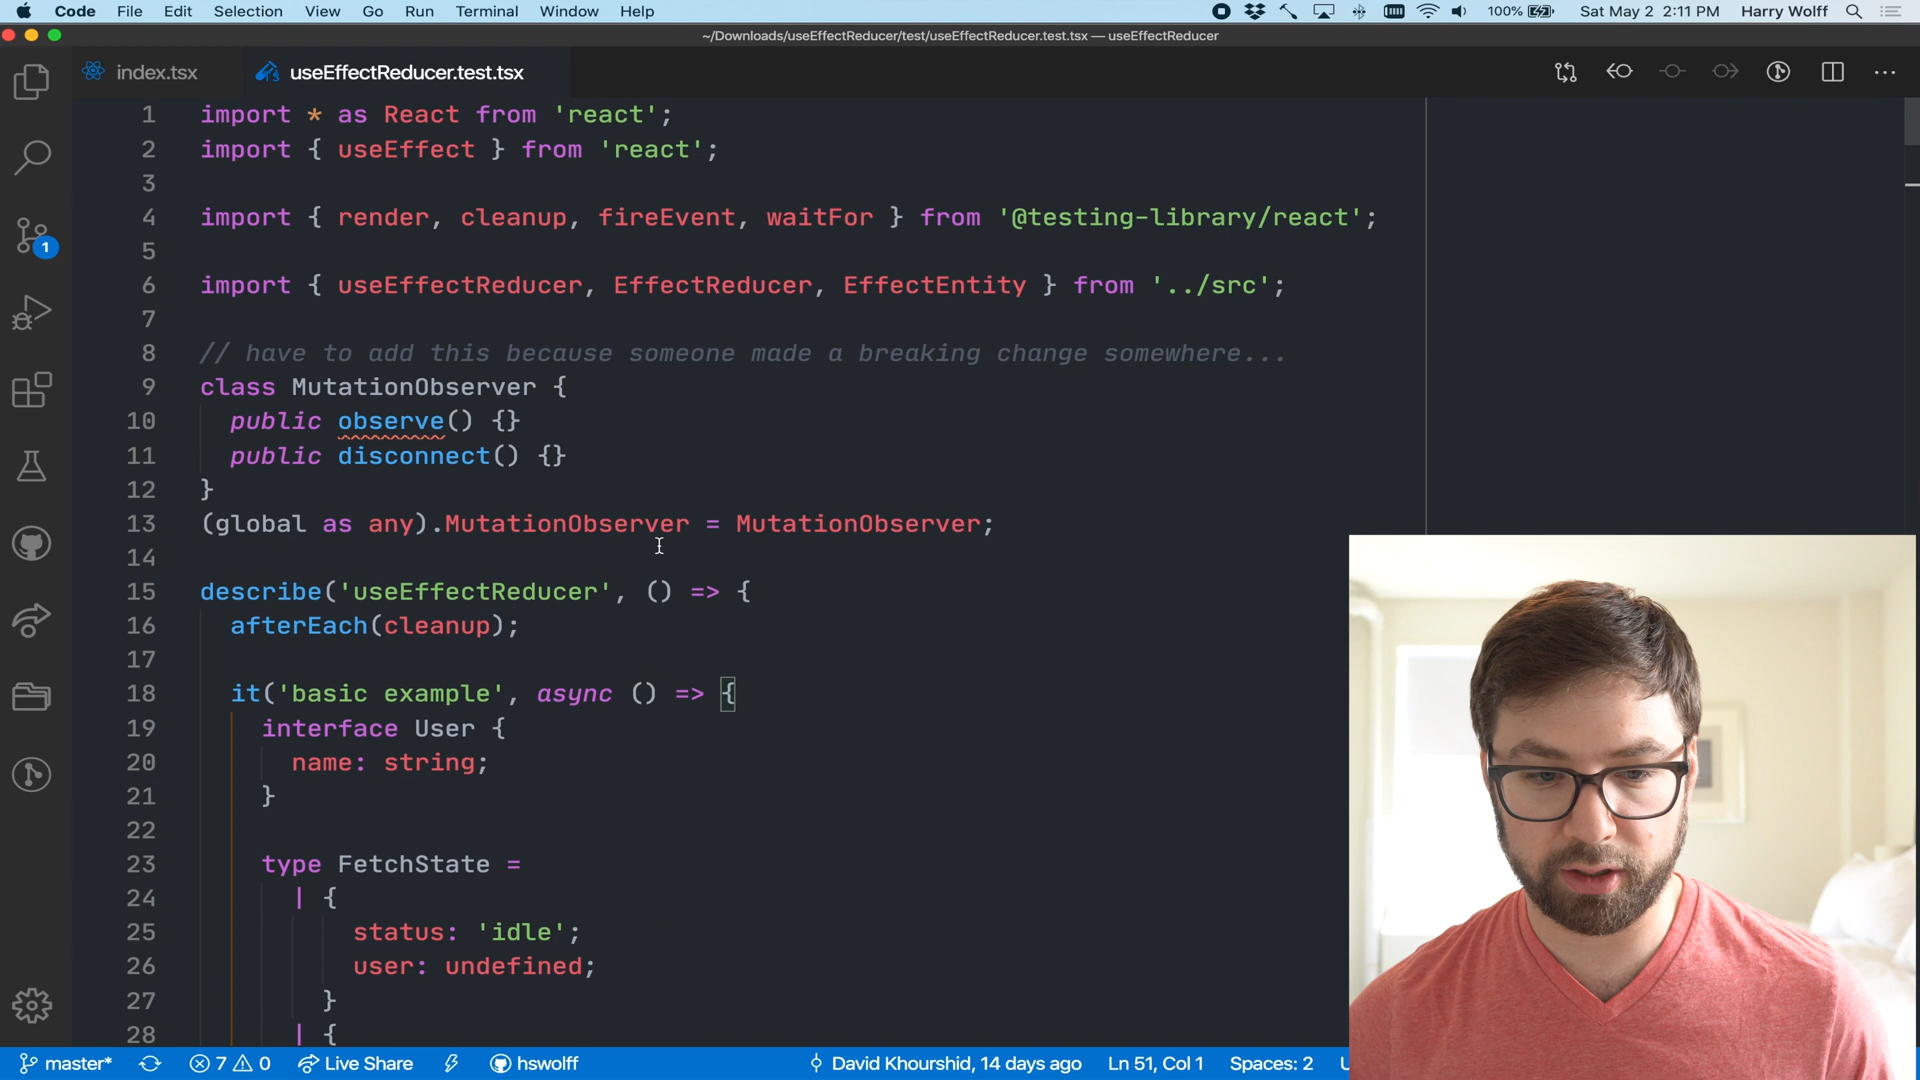 Code File Edit Selection View Go Run Terminal Window Help 100% Sat May 2 2:11 PM Harry Wolff
~/Downloads/useEffectReducer/test/useEffectReducer.test.tsx — useEffectReducer
index.tsx useEffectReducer.test.tsx
1 import * as React from 'react';
2 import { useEffect } from 'react';
3
4 import { render, cleanup, fireEvent, waitFor } from '@testing-library/react';
5
6 import { useEffectReducer, EffectReducer, EffectEntity } from '../src';
7
8 // have to add this because someone made a breaking change somewhere...
9 class MutationObserver {
10 public observe() {}
11 public disconnect() {}
12 }
13 (global as any).MutationObserver = MutationObserver;
14
15 describe('useEffectReducer', () => {
16 afterEach(cleanup);
17
18 it('basic example', async () => {
19 interface User {
20 name: string;
21 }
22
23 type FetchState =
24 | {
25 status: 'idle';
26 user: undefined;
27 }
28 | {
1
master* 7 0 Live Share hswolff David Khourshid, 14 days ago Ln 51, Col 1 Spaces: 2